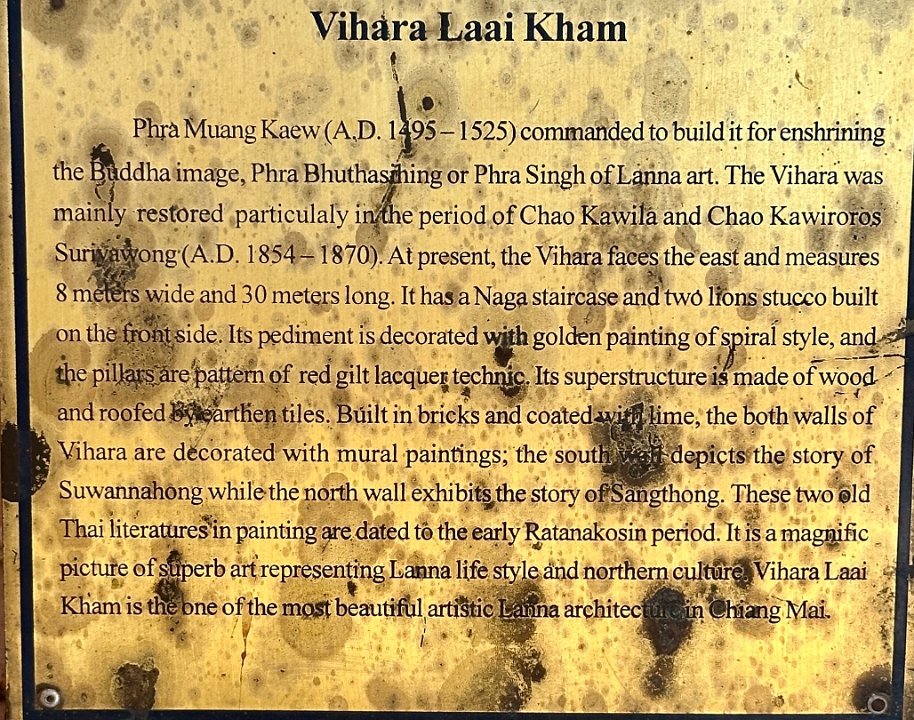 Vihara Laai Kham
Phra Muang Kaew (A.D. 1495 – 1525) commanded to build it for enshrining
the Buddha image, Phra Bhuthasihing or Phra Singh of Lanna art. The Vihara was
mainly restored particulaly in the period of Chao Kawila and Chao Kawiroros
Suriyawong (A.D. 1854 – 1870). At present, the Vihara faces the east and measures
8 meters wide and 30 meters long. It has a Naga staircase and two lions stucco built
on the front side. Its pediment is decorated with golden painting of spiral style, and
the pillars are pattern of red gilt lacquer technic. Its superstructure is made of wood
and roofed by earthen tiles. Built in bricks and coated with lime, the both walls of
Vihara are decorated with mural paintings; the south wall depicts the story of
Suwannahong while the north wall exhibits the story of Sangthong. These two old
Thai literatures in painting are dated to the early Ratanakosin period. It is a magnific
picture of superb art representing Lanna life style and northern culture. Vihara Laai
Kham is the one of the most beautiful artistic Lanna architecture in Chiang Mai.